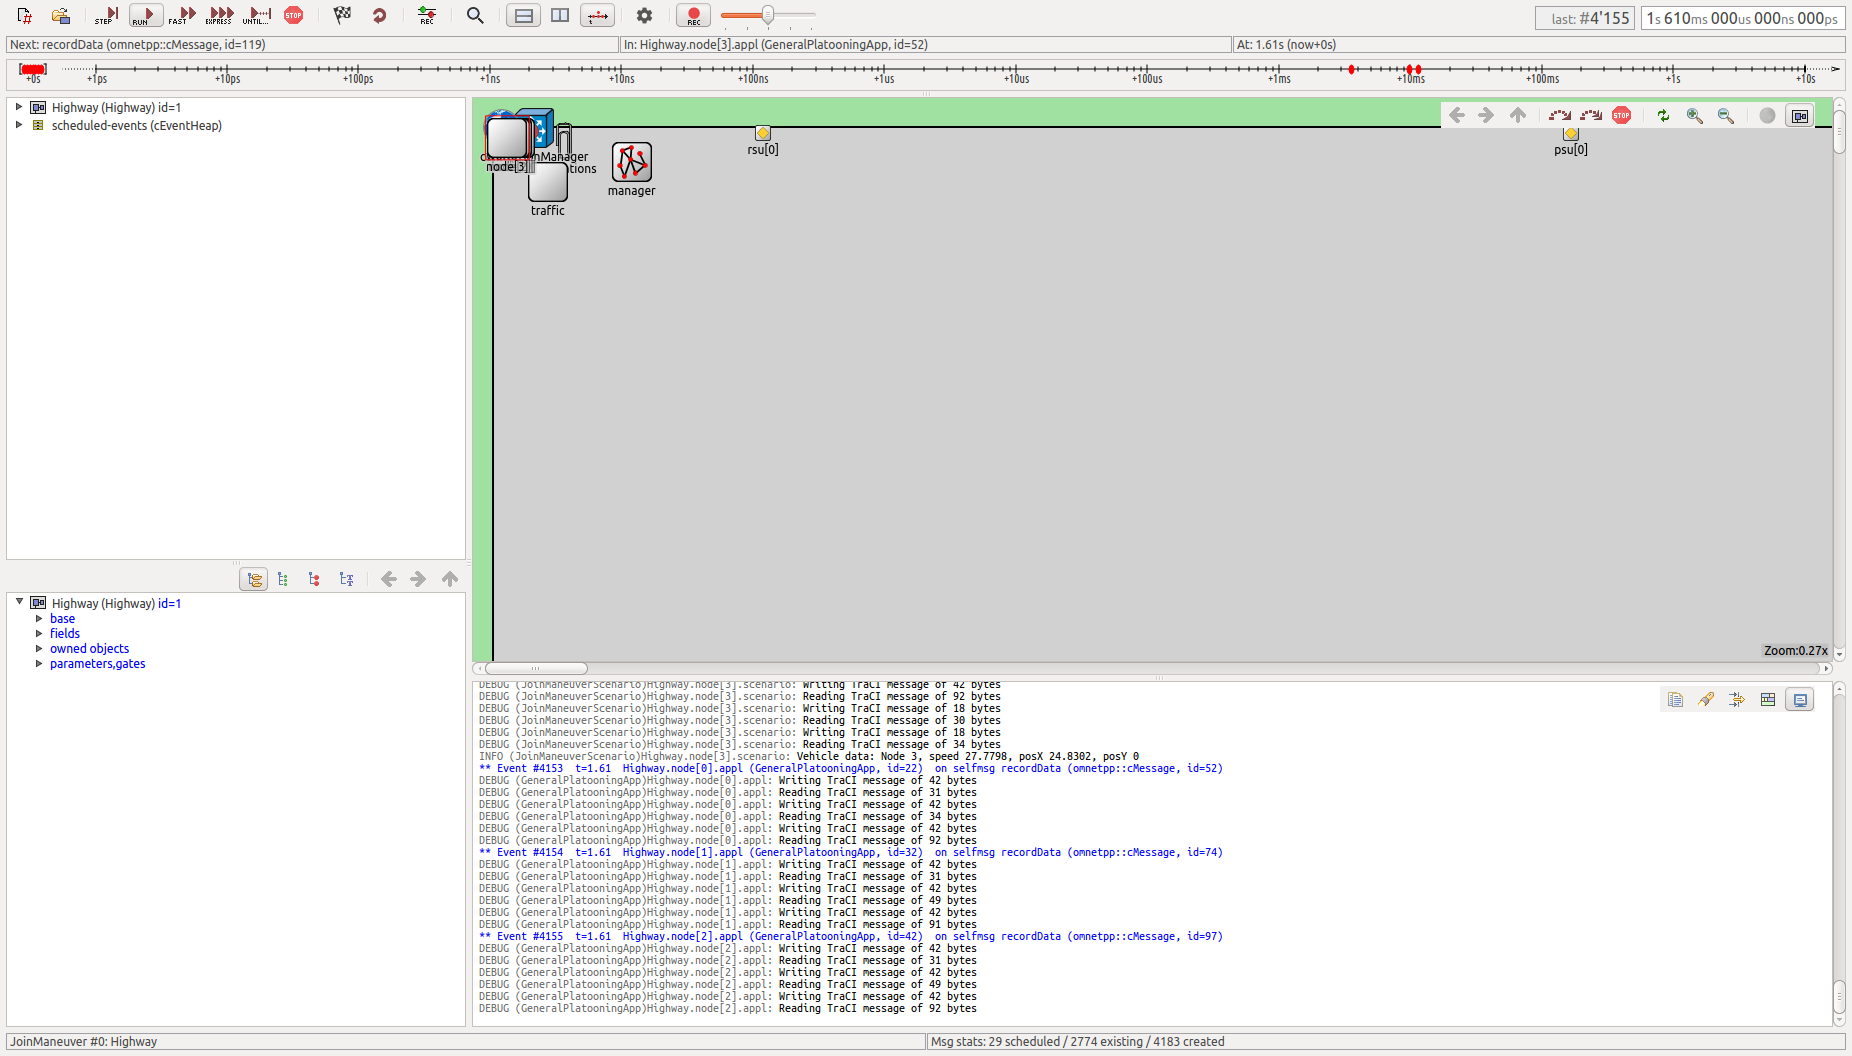 STEP RUN FAST EXPRESS UNTIL... STOP REC REC last: #4'155 1s 610ms 000us 000ns 000ps
Next: recordData (omnetpp::cMessage, id=119) In: Highway.node[3].appl (GeneralPlatooningApp, id=52) At: 1.61s (now+0s)
+0s +1ps +10ps +100ps +1ns +10ns +100ns +1us +10us +100us +1ms +10ms +100ms +1s +10s
Highway (Highway) id=1
scheduled-events (cEventHeap)
STOP
rsu[0]
psu[0]
node[3]
manager
traffic
Zoom:0.27x
Highway (Highway) id=1
base
fields
owned objects
parameters,gates
DEBUG (JoinManeuverScenario)Highway.node[3].scenario: Writing TraCI message of 42 bytes
DEBUG (JoinManeuverScenario)Highway.node[3].scenario: Reading TraCI message of 92 bytes
DEBUG (JoinManeuverScenario)Highway.node[3].scenario: Writing TraCI message of 18 bytes
DEBUG (JoinManeuverScenario)Highway.node[3].scenario: Reading TraCI message of 30 bytes
DEBUG (JoinManeuverScenario)Highway.node[3].scenario: Writing TraCI message of 18 bytes
DEBUG (JoinManeuverScenario)Highway.node[3].scenario: Reading TraCI message of 34 bytes
INFO (JoinManeuverScenario)Highway.node[3].scenario: Vehicle data: Node 3, speed 27.7798, posX 24.8302, posY 0
** Event #4153 t=1.61 Highway.node[0].appl (GeneralPlatooningApp, id=22) on selfmsg recordData (omnetpp::cMessage, id=52)
DEBUG (GeneralPlatooningApp)Highway.node[0].appl: Writing TraCI message of 42 bytes
DEBUG (GeneralPlatooningApp)Highway.node[0].appl: Reading TraCI message of 31 bytes
DEBUG (GeneralPlatooningApp)Highway.node[0].appl: Writing TraCI message of 42 bytes
DEBUG (GeneralPlatooningApp)Highway.node[0].appl: Reading TraCI message of 34 bytes
DEBUG (GeneralPlatooningApp)Highway.node[0].appl: Writing TraCI message of 42 bytes
DEBUG (GeneralPlatooningApp)Highway.node[0].appl: Reading TraCI message of 92 bytes
** Event #4154 t=1.61 Highway.node[1].appl (GeneralPlatooningApp, id=32) on selfmsg recordData (omnetpp::cMessage, id=74)
DEBUG (GeneralPlatooningApp)Highway.node[1].appl: Writing TraCI message of 42 bytes
DEBUG (GeneralPlatooningApp)Highway.node[1].appl: Reading TraCI message of 31 bytes
DEBUG (GeneralPlatooningApp)Highway.node[1].appl: Writing TraCI message of 42 bytes
DEBUG (GeneralPlatooningApp)Highway.node[1].appl: Reading TraCI message of 49 bytes
DEBUG (GeneralPlatooningApp)Highway.node[1].appl: Writing TraCI message of 42 bytes
DEBUG (GeneralPlatooningApp)Highway.node[1].appl: Reading TraCI message of 91 bytes
** Event #4155 t=1.61 Highway.node[2].appl (GeneralPlatooningApp, id=42) on selfmsg recordData (omnetpp::cMessage, id=97)
DEBUG (GeneralPlatooningApp)Highway.node[2].appl: Writing TraCI message of 42 bytes
DEBUG (GeneralPlatooningApp)Highway.node[2].appl: Reading TraCI message of 31 bytes
DEBUG (GeneralPlatooningApp)Highway.node[2].appl: Writing TraCI message of 42 bytes
DEBUG (GeneralPlatooningApp)Highway.node[2].appl: Reading TraCI message of 49 bytes
DEBUG (GeneralPlatooningApp)Highway.node[2].appl: Writing TraCI message of 42 bytes
DEBUG (GeneralPlatooningApp)Highway.node[2].appl: Reading TraCI message of 92 bytes
JoinManeuver #0: Highway Msg stats: 29 scheduled / 2774 existing / 4183 created